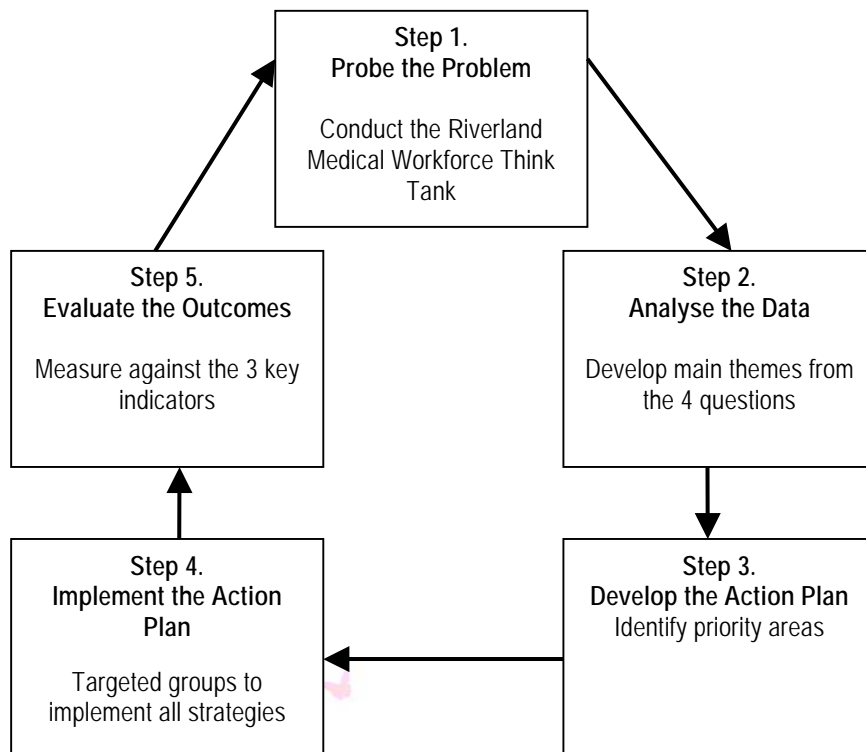 Step 1.
Probe the Problem
Conduct the Riverland
Medical Workforce Think
Tank
Step 2.
Analyse the Data
Develop main themes from
the 4 questions
Step 3.
Develop the Action Plan
Identify priority areas
Step 4.
Implement the Action
Plan
Targeted groups to
implement all strategies
Step 5.
Evaluate the Outcomes
Measure against the 3 key
indicators